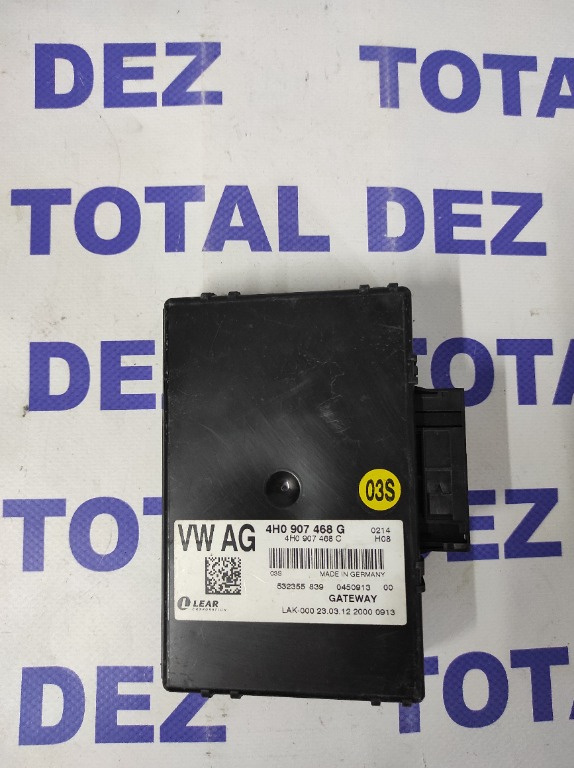 DEZ TOTAL
TOTAL DEZ
DEZ TOTAL
TOTAL DEZ
DEZ
03S
VW AG
4H0 907 468 G 0214
4H0 907 468 C H08
03S MADE IN GERMANY
532355 839 0450913 00
GATEWAY
LEAR
CORPORATION
LAK-000 23.03.12 2000 0913